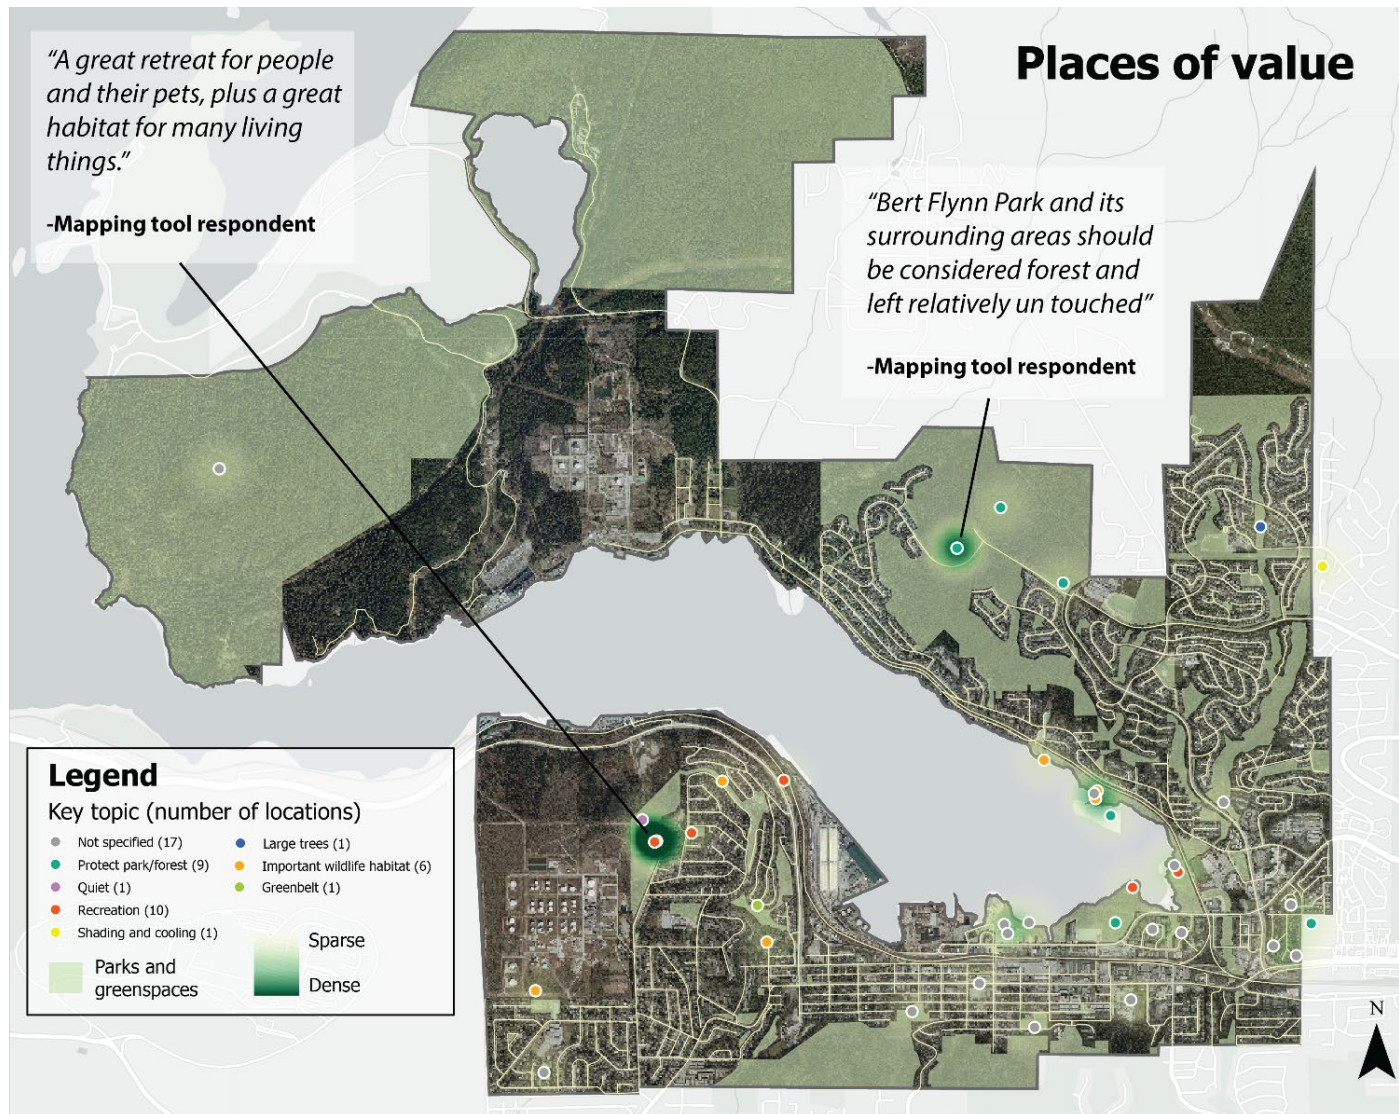 Places of value
“A great retreat for people
and their pets, plus a great
habitat for many living
things.”
-Mapping tool respondent
“Bert Flynn Park and its
surrounding areas should
be considered forest and
left relatively un touched”
-Mapping tool respondent
Legend
Key topic (number of locations)
Not specified (17)
Protect park/forest (9)
Quiet (1)
Recreation (10)
Shading and cooling (1)
Large trees (1)
Important wildlife habitat (6)
Greenbelt (1)
Parks and
greenspaces
Sparse
Dense
N